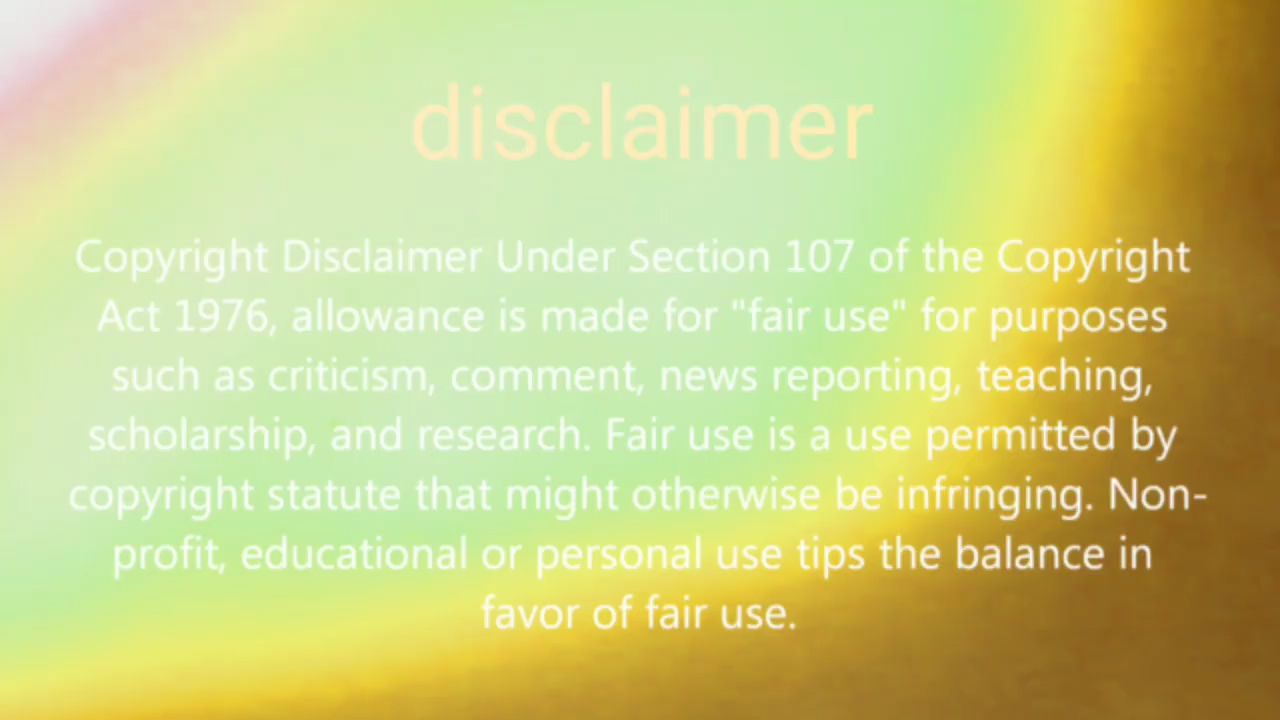 disclaimer
Copyright Disclaimer Under Section 107 of the Copyright
Act 1976, allowance is made for "fair use" for purposes
such as criticism, comment, news reporting, teaching,
scholarship, and research. Fair use is a use permitted by
copyright statute that might otherwise be infringing. Non-
profit, educational or personal use tips the balance in
favor of fair use.